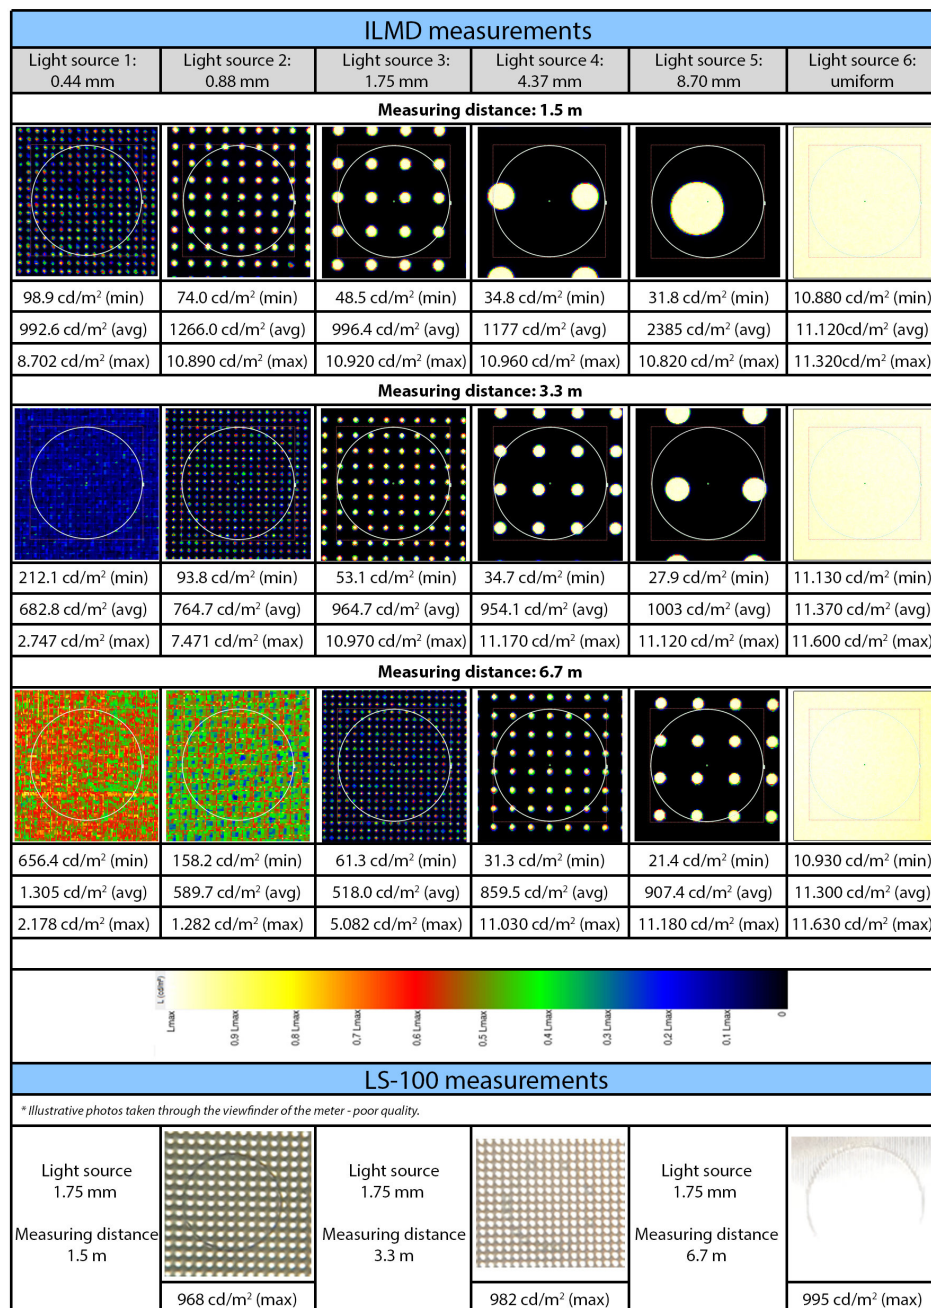 ILMD measurements
Light source 1: Light source 2: Light source 3: Light source 4: Light source 5: Light source 6:
0.44 mm 0.88 mm 1.75 mm 4.37 mm 8.70 mm umiform
Measuring distance: 1.5 m
98.9 cd/m² (min) 74.0 cd/m² (min) 48.5 cd/m² (min) 34.8 cd/m² (min) 31.8 cd/m² (min) 10.880 cd/m² (min)
992.6 cd/m² (avg) 1266.0 cd/m² (avg) 996.4 cd/m² (avg) 1177 cd/m² (avg) 2385 cd/m² (avg) 11.120cd/m² (avg)
8.702 cd/m² (max) 10.890 cd/m² (max) 10.920 cd/m² (max) 10.960 cd/m² (max) 10.820 cd/m² (max) 11.320cd/m² (max)
Measuring distance: 3.3 m
212.1 cd/m² (min) 93.8 cd/m² (min) 53.1 cd/m² (min) 34.7 cd/m² (min) 27.9 cd/m² (min) 11.130 cd/m² (min)
682.8 cd/m² (avg) 764.7 cd/m² (avg) 964.7 cd/m² (avg) 954.1 cd/m² (avg) 1003 cd/m² (avg) 11.370 cd/m² (avg)
2.747 cd/m² (max) 7.471 cd/m² (max) 10.970 cd/m² (max) 11.170 cd/m² (max) 11.120 cd/m² (max) 11.600 cd/m² (max)
Measuring distance: 6.7 m
656.4 cd/m² (min) 158.2 cd/m² (min) 61.3 cd/m² (min) 31.3 cd/m² (min) 21.4 cd/m² (min) 10.930 cd/m² (min)
1.305 cd/m² (avg) 589.7 cd/m² (avg) 518.0 cd/m² (avg) 859.5 cd/m² (avg) 907.4 cd/m² (avg) 11.300 cd/m² (avg)
2.178 cd/m² (max) 1.282 cd/m² (max) 5.082 cd/m² (max) 11.030 cd/m² (max) 11.180 cd/m² (max) 11.630 cd/m² (max)
L (cd/m²)
Lmax 0,9 Lmax 0,8 Lmax 0,7 Lmax 0,6 Lmax 0,5 Lmax 0,4 Lmax 0,3 Lmax 0,2 Lmax 0,1 Lmax 0
LS-100 measurements
* Illustrative photos taken through the viewfinder of the meter - poor quality.
Light source
1.75 mm
Measuring distance
1.5 m
968 cd/m² (max)
Light source
1.75 mm
Measuring distance
3.3 m
982 cd/m² (max)
Light source
1.75 mm
Measuring distance
6.7 m
995 cd/m² (max)